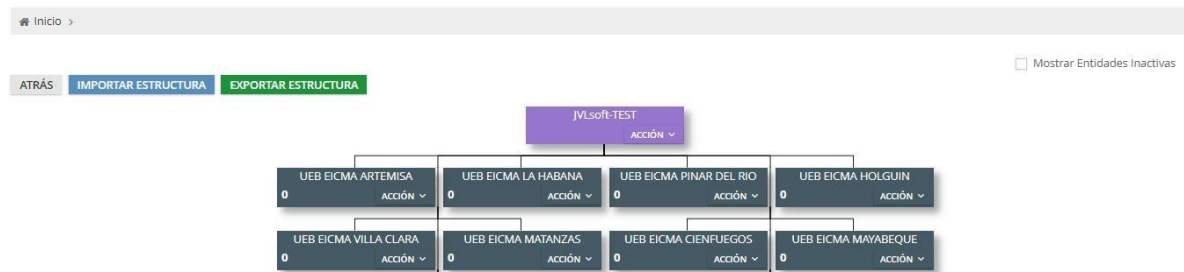 Inicio >
Mostrar Entidades Inactivas
ATRÁS IMPORTAR ESTRUCTURA EXPORTAR ESTRUCTURA
JVLsoft-TEST
ACCIÓN
UEB EICMA ARTEMISA UEB EICMA LA HABANA UEB EICMA PINAR DEL RIO UEB EICMA HOLGUIN
0 ACCIÓN 0 ACCIÓN 0 ACCIÓN 0 ACCIÓN
UEB EICMA VILLA CLARA UEB EICMA MATANZAS UEB EICMA CIENFUEGOS UEB EICMA MAYABEQUE
0 ACCIÓN 0 ACCIÓN 0 ACCIÓN 0 ACCIÓN